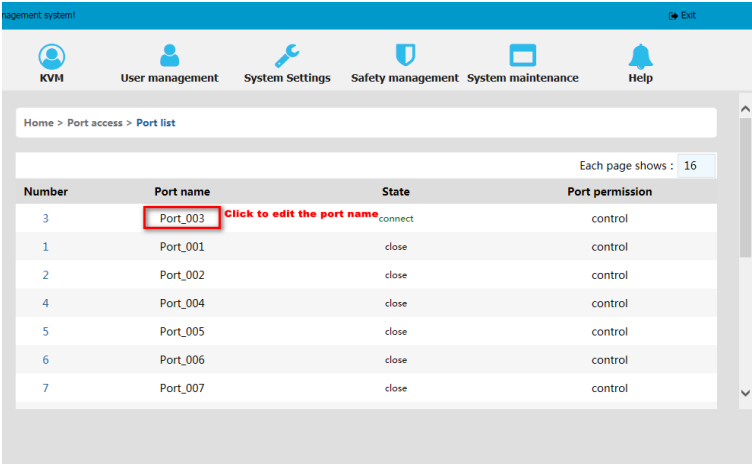 nagement system!
Exit
KVM
User management
System Settings
Safety management
System maintenance
Help
Home > Port access > Port list
Each page shows : 16
Number Port name State Port permission
3 Port_003 Click to edit the port name connect control
1 Port_001 close control
2 Port_002 close control
4 Port_004 close control
5 Port_005 close control
6 Port_006 close control
7 Port_007 close control